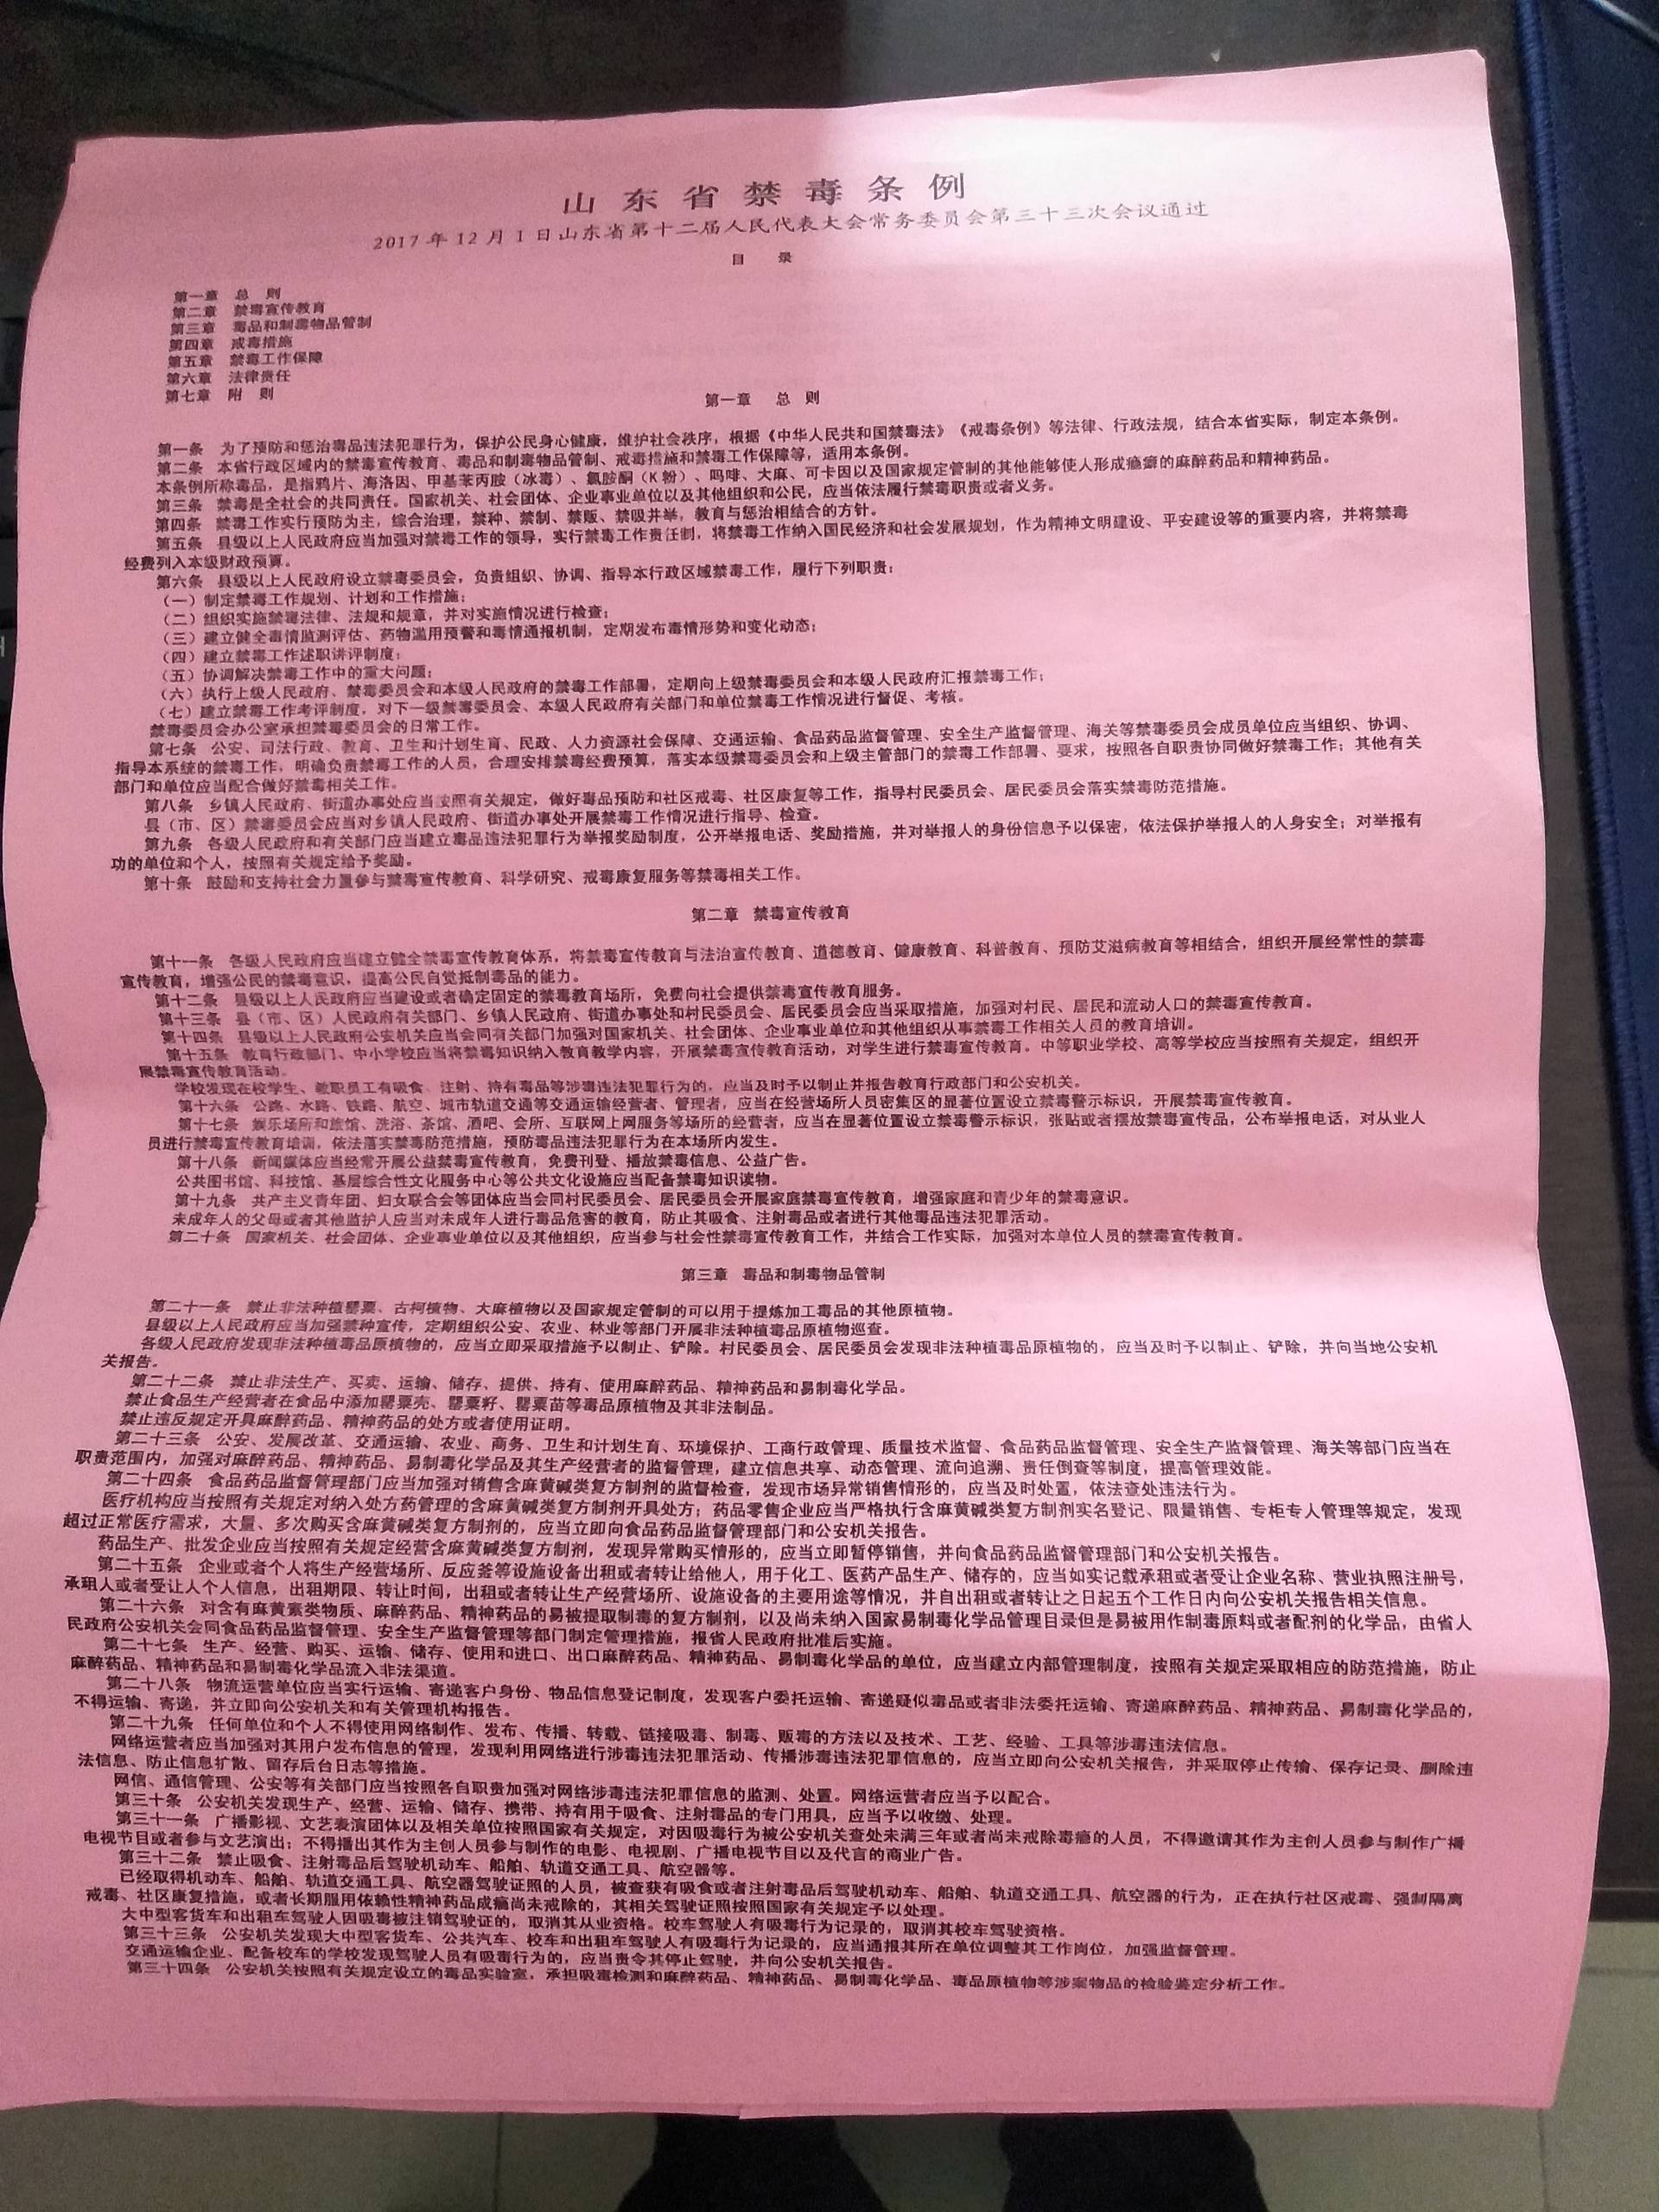 山东省禁毒条例
2017年12月1日山东省第十二届人民代表大会常务委员会第三十三次会议通过
目 录
第一章 总 则
第二章 禁毒宣传教育
第三章 毒品和制毒物品管制
第四章 戒毒措施
第五章 禁毒工作保障
第六章 法律责任
第七章 附 则
第一章 总 则
第一条 为了预防和惩治毒品违法犯罪行为，保护公民身心健康，维护社会秩序，根据《中华人民共和国禁毒法》《戒毒条例》等法律、行政法规，结合本省实际，制定本条例。
第二条 本省行政区域内的禁毒宣传教育、毒品和制毒物品管制、戒毒措施和禁毒工作保障等，适用本条例。
本条例所称毒品，是指鸦片、海洛因、甲基苯丙胺（冰毒）、氯胺酮（K粉）、吗啡、大麻、可卡因以及国家规定管制的其他能够使人形成瘾癖的麻醉药品和精神药品。
第三条 禁毒是全社会的共同责任。国家机关、社会团体、企业事业单位以及其他组织和公民，应当依法履行禁毒职责或者义务。
第四条 禁毒工作实行预防为主，综合治理，禁种、禁制、禁贩、禁吸并举，教育与惩治相结合的方针。
第五条 县级以上人民政府应当加强对禁毒工作的领导，实行禁毒工作责任制，将禁毒工作纳入国民经济和社会发展规划，作为精神文明建设、平安建设等的重要内容，并将禁毒
经费列入本级财政预算。
第六条 县级以上人民政府设立禁毒委员会，负责组织、协调、指导本行政区域禁毒工作，履行下列职责：
（一）制定禁毒工作规划、计划和工作措施；
（二）组织实施禁毒法律、法规和规章，并对实施情况进行检查；
（三）建立健全毒情监测评估、药物滥用预警和毒情通报机制，定期发布毒情形势和变化动态；
（四）建立禁毒工作述职讲评制度；
（五）协调解决禁毒工作中的重大问题；
（六）执行上级人民政府、禁毒委员会和本级人民政府的禁毒工作部署，定期向上级禁毒委员会和本级人民政府汇报禁毒工作；
（七）建立禁毒工作考评制度，对下一级禁毒委员会、本级人民政府有关部门和单位禁毒工作情况进行督促、考核。
禁毒委员会办公室承担禁毒委员会的日常工作。
第七条 公安、司法行政、教育、卫生和计划生育、民政、人力资源社会保障、交通运输、食品药品监督管理、安全生产监督管理、海关等禁毒委员会成员单位应当组织、协调、
指导本系统的禁毒工作，明确负责禁毒工作的人员，合理安排禁毒经费预算，落实本级禁毒委员会和上级主管部门的禁毒工作部署、要求，按照各自职责协同做好禁毒工作；其他有关
部门和单位应当配合做好禁毒相关工作。
第八条 乡镇人民政府、街道办事处应当按照有关规定，做好毒品预防和社区戒毒、社区康复等工作，指导村民委员会、居民委员会落实禁毒防范措施。
县（市、区）禁毒委员会应当对乡镇人民政府、街道办事处开展禁毒工作情况进行指导、检查。
第九条 各级人民政府和有关部门应当建立毒品违法犯罪行为举报奖励制度，公开举报电话、奖励措施，并对举报人的身份信息予以保密，依法保护举报人的人身安全；对举报有
功的单位和个人，按照有关规定给予奖励。
第十条 鼓励和支持社会力量参与禁毒宣传教育、科学研究、戒毒康复服务等禁毒相关工作。
第二章 禁毒宣传教育
第十一条 各级人民政府应当建立健全禁毒宣传教育体系，将禁毒宣传教育与法治宣传教育、道德教育、健康教育、科普教育、预防艾滋病教育等相结合，组织开展经常性的禁毒
宣传教育，增强公民的禁毒意识，提高公民自觉抵制毒品的能力。
第十二条 县级以上人民政府应当建设或者确定固定的禁毒教育场所，免费向社会提供禁毒宣传教育服务。
第十三条 县（市、区）人民政府有关部门、乡镇人民政府、街道办事处和村民委员会、居民委员会应当采取措施，加强对村民、居民和流动人口的禁毒宣传教育。
第十四条 县级以上人民政府公安机关应当会同有关部门加强对国家机关、社会团体、企业事业单位和其他组织从事禁毒工作相关人员的教育培训。
第十五条 教育行政部门、中小学校应当将禁毒知识纳入教育教学内容，开展禁毒宣传教育活动，对学生进行禁毒宣传教育。中等职业学校、高等学校应当按照有关规定，组织开
展禁毒宣传教育活动。
学校发现在校学生、教职员工有吸食、注射、持有毒品等涉毒违法犯罪行为的，应当及时予以制止并报告教育行政部门和公安机关。
第十六条 公路、水路、铁路、航空、城市轨道交通等交通运输经营者、管理者，应当在经营场所人员密集区的显著位置设立禁毒警示标识，开展禁毒宣传教育。
第十七条 娱乐场所和旅馆、洗浴、茶馆、酒吧、会所、互联网上网服务等场所的经营者，应当在显著位置设立禁毒警示标识，张贴或者摆放禁毒宣传品，公布举报电话，对从业人
员进行禁毒宣传教育培训，依法落实禁毒防范措施，预防毒品违法犯罪行为在本场所内发生。
第十八条 新闻媒体应当经常开展公益禁毒宣传教育，免费刊登、播放禁毒信息、公益广告。
公共图书馆、科技馆、基层综合性文化服务中心等公共文化设施应当配备禁毒知识读物。
第十九条 共产主义青年团、妇女联合会等团体应当会同村民委员会、居民委员会开展家庭禁毒宣传教育，增强家庭和青少年的禁毒意识。
未成年人的父母或者其他监护人应当对未成年人进行毒品危害的教育，防止其吸食、注射毒品或者进行其他毒品违法犯罪活动。
第二十条 国家机关、社会团体、企业事业单位以及其他组织，应当参与社会性禁毒宣传教育工作，并结合工作实际，加强对本单位人员的禁毒宣传教育。
第三章 毒品和制毒物品管制
第二十一条 禁止非法种植罂粟、古柯植物、大麻植物以及国家规定管制的可以用于提炼加工毒品的其他原植物。
县级以上人民政府应当加强禁种宣传，定期组织公安、农业、林业等部门开展非法种植毒品原植物巡查。
各级人民政府发现非法种植毒品原植物的，应当立即采取措施予以制止、铲除。村民委员会、居民委员会发现非法种植毒品原植物的，应当及时予以制止、铲除，并向当地公安机
关报告。
第二十二条 禁止非法生产、买卖、运输、储存、提供、持有、使用麻醉药品、精神药品和易制毒化学品。
禁止食品生产经营者在食品中添加罂粟壳、罂粟籽、罂粟苗等毒品原植物及其非法制品。
禁止违反规定开具麻醉药品、精神药品的处方或者使用证明。
第二十三条 公安、发展改革、交通运输、农业、商务、卫生和计划生育、环境保护、工商行政管理、质量技术监督、食品药品监督管理、安全生产监督管理、海关等部门应当在
职责范围内，加强对麻醉药品、精神药品、易制毒化学品及其生产经营者的监督管理，建立信息共享、动态管理、流向追溯、责任倒查等制度，提高管理效能。
第二十四条 食品药品监督管理部门应当加强对销售含麻黄碱类复方制剂的监督检查，发现市场异常销售情形的，应当及时处置，依法查处违法行为。
医疗机构应当按照有关规定对纳入处方药管理的含麻黄碱类复方制剂开具处方；药品零售企业应当严格执行含麻黄碱类复方制剂实名登记、限量销售、专柜专人管理等规定，发现
超过正常医疗需求，大量、多次购买含麻黄碱类复方制剂的，应当立即向食品药品监督管理部门和公安机关报告。
药品生产、批发企业应当按照有关规定经营含麻黄碱类复方制剂，发现异常购买情形的，应当立即暂停销售，并向食品药品监督管理部门和公安机关报告。
第二十五条 企业或者个人将生产经营场所、反应釜等设施设备出租或者转让给他人，用于化工、医药产品生产、储存的，应当如实记载承租或者受让企业名称、营业执照注册号，
承租人或者受让人个人信息，出租期限、转让时间，出租或者转让生产经营场所、设施设备的主要用途等情况，并自出租或者转让之日起五个工作日内向公安机关报告相关信息。
第二十六条 对含有麻黄素类物质、麻醉药品、精神药品的易被提取制毒的复方制剂，以及尚未纳入国家易制毒化学品管理目录但是易被用作制毒原料或者配剂的化学品，由省人
民政府公安机关会同食品药品监督管理、安全生产监督管理等部门制定管理措施，报省人民政府批准后实施。
第二十七条 生产、经营、购买、运输、储存、使用和进口、出口麻醉药品、精神药品、易制毒化学品的单位，应当建立内部管理制度，按照有关规定采取相应的防范措施，防止
麻醉药品、精神药品和易制毒化学品流入非法渠道。
第二十八条 物流运营单位应当实行运输、寄递客户身份、物品信息登记制度，发现客户委托运输、寄递疑似毒品或者非法委托运输、寄递麻醉药品、精神药品、易制毒化学品的，
不得运输、寄递，并立即向公安机关和有关管理机构报告。
第二十九条 任何单位和个人不得使用网络制作、发布、传播、转载、链接吸毒、制毒、贩毒的方法以及技术、工艺、经验、工具等涉毒违法信息。
网络运营者应当加强对其用户发布信息的管理，发现利用网络进行涉毒违法犯罪活动、传播涉毒违法犯罪信息的，应当立即向公安机关报告，并采取停止传输、保存记录、删除违
法信息、防止信息扩散、留存后台日志等措施。
网信、通信管理、公安等有关部门应当按照各自职责加强对网络涉毒违法犯罪信息的监测、处置。网络运营者应当予以配合。
第三十条 公安机关发现生产、经营、运输、储存、携带、持有用于吸食、注射毒品的专门用具，应当予以收缴、处理。
第三十一条 广播影视、文艺表演团体以及相关单位按照国家有关规定，对因吸毒行为被公安机关查处未满三年或者尚未戒除毒瘾的人员，不得邀请其作为主创人员参与制作广播
电视节目或者参与文艺演出；不得播出其作为主创人员参与制作的电影、电视剧、广播电视节目以及代言的商业广告。
第三十二条 禁止吸食、注射毒品后驾驶机动车、船舶、轨道交通工具、航空器等。
已经取得机动车、船舶、轨道交通工具、航空器驾驶证照的人员，被查获有吸食或者注射毒品后驾驶机动车、船舶、轨道交通工具、航空器的行为，正在执行社区戒毒、强制隔离
戒毒、社区康复措施，或者长期服用依赖性精神药品成瘾尚未戒除的，其相关驾驶证照按照国家有关规定予以处理。
大中型客货车和出租车驾驶人因吸毒被注销驾驶证的，取消其从业资格。校车驾驶人有吸毒行为记录的，取消其校车驾驶资格。
第三十三条 公安机关发现大中型客货车、公共汽车、校车和出租车驾驶人有吸毒行为记录的，应当通报其所在单位调整其工作岗位，加强监督管理。
交通运输企业、配备校车的学校发现驾驶人员有吸毒行为的，应当责令其停止驾驶，并向公安机关报告。
第三十四条 公安机关按照有关规定设立的毒品实验室，承担吸毒检测和麻醉药品、精神药品、易制毒化学品、毒品原植物等涉案物品的检验鉴定分析工作。